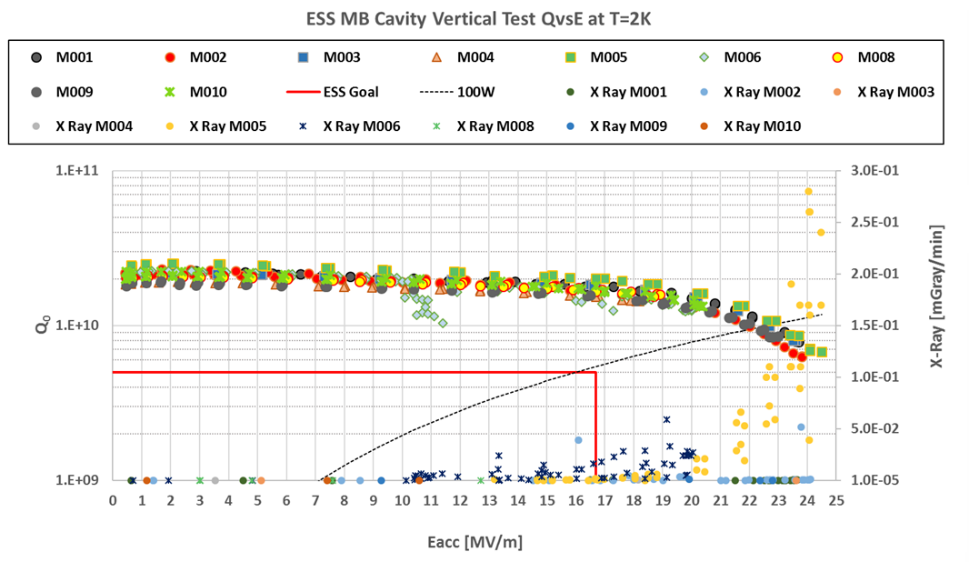 ESS MB Cavity Vertical Test QvsE at T=2K
M001 M002 M003 M004 M005 M006 M008
M009 M010 ESS Goal 100W X Ray M001 X Ray M002 X Ray M003
X Ray M004 X Ray M005 X Ray M006 X Ray M008 X Ray M009 X Ray M010
1.E+11 3.0E-01
2.5E-01
2.0E-01
1.E+10 1.5E-01
1.0E-01
5.0E-02
1.E+09 1.0E-05
Q0
X-Ray [mGray/min]
0 1 2 3 4 5 6 7 8 9 10 11 12 13 14 15 16 17 18 19 20 21 22 23 24 25
Eacc [MV/m]